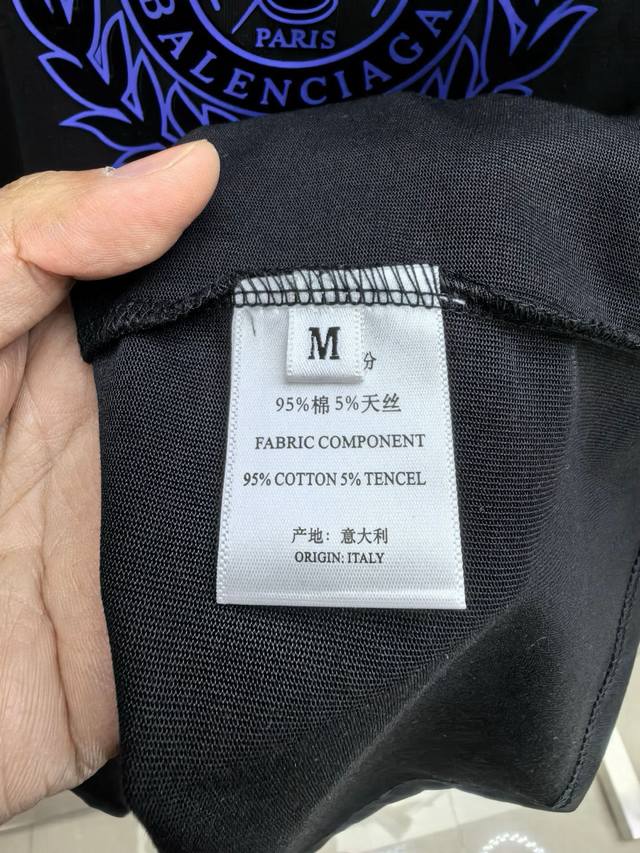 PARIS
BALENCIAGA
M
分
95%棉 5%天丝
FABRIC COMPONENT
95% COTTON 5% TENCEL
产地: 意大利
ORIGIN: ITALY